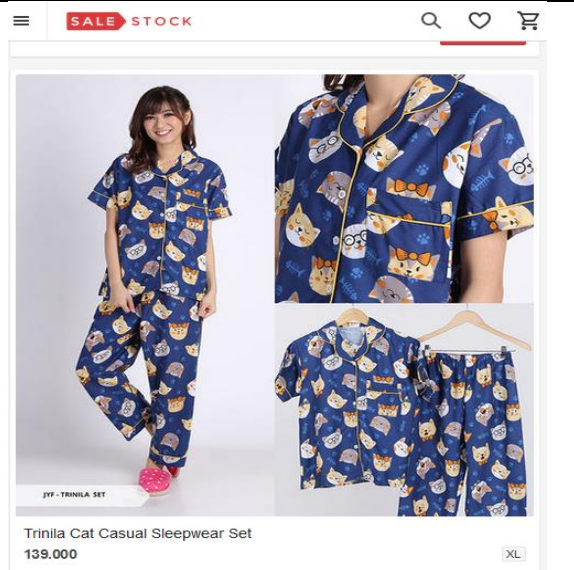 SALE STOCK
JYF - TRINILA SET
Trinila Cat Casual Sleepwear Set
139.000
XL